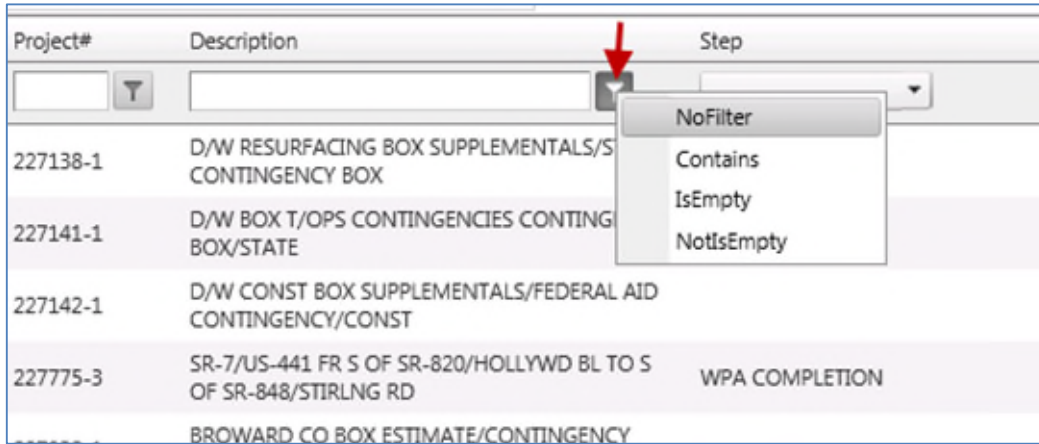 Project# Description Step
NoFilter
Contains
IsEmpty
NotIsEmpty
227138-1 D/W RESURFACING BOX SUPPLEMENTALS/
CONTINGENCY BOX
227141-1 D/W BOX T/OPS CONTINGENCIES
BOX/STATE
227142-1 D/W CONST BOX SUPPLEMENTALS/FEDERAL AID
CONTINGENCY/CONST
227775-3 SR-7/US-441 FR S OF SR-820/HOLLYWD BL TO S
OF SR-848/STIRLNG RD WPA COMPLETION
BROWARD CO BOX ESTIMATE/CONTINGENCY